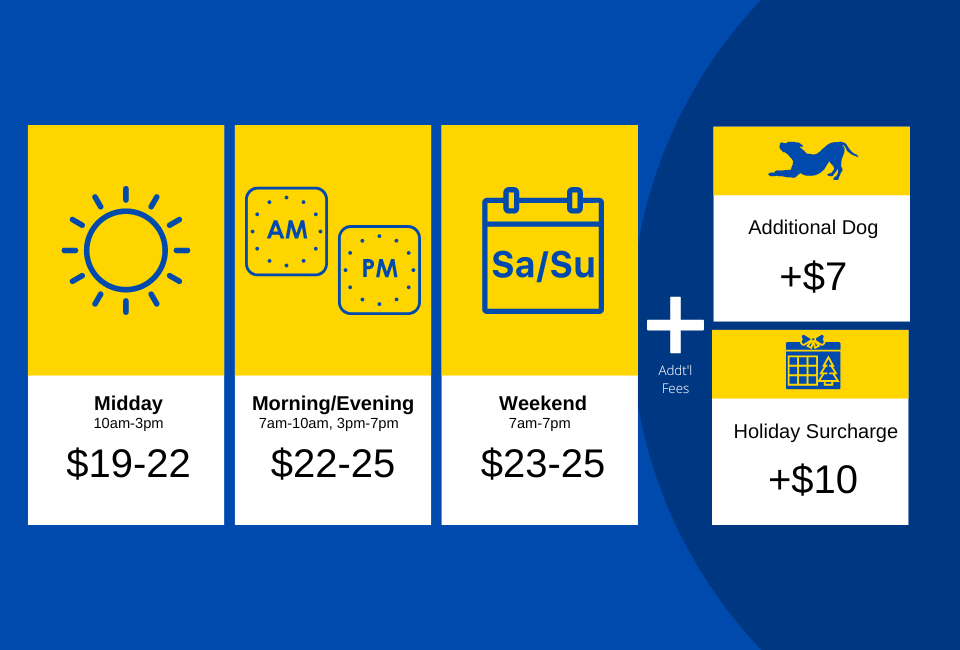 Midday
10am-3pm
$19-22
AM
PM
Morning/Evening
7am-10am, 3pm-7pm
$22-25
Sa/Su
Weekend
7am-7pm
$23-25
Addt'l
Fees
Additional Dog
+$7
Holiday Surcharge
+$10